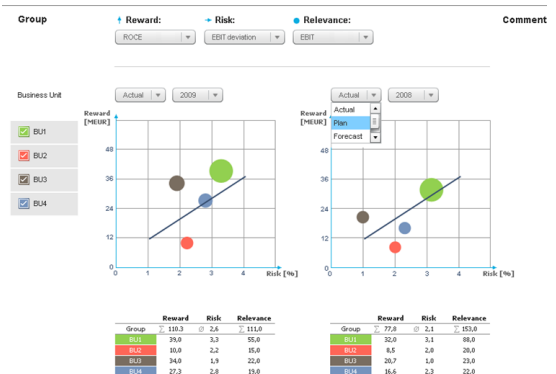 Group
Reward:
Risk:
Relevance:
Comment
ROCE
EBIT deviation
EBIT
Business Unit
Actual
2009
Actual
2008
Actual
Plan
Forecast
BU1
BU2
BU3
BU4
Reward
[MEUR]
48
36
24
12
0
0 1 2 3 4
Risk [%]
Reward
[MEUR]
48
36
24
12
0
0 1 2 3 4
Risk [%]
Reward Risk Relevance
Group Σ 110.3 Ø 2,6 Σ 111,0
BU1 39,0 3,3 55,0
BU2 10,0 2,2 15,0
BU3 34,0 1,9 22,0
BU4 27.3 2.8 19.0
Reward Risk Relevance
Group Σ 77,8 Ø 2,1 Σ 153,0
BU1 32,0 3,1 88,0
BU2 8,5 2,0 20,0
BU3 20,7 1,0 23,0
BU4 16.6 2.3 22.0